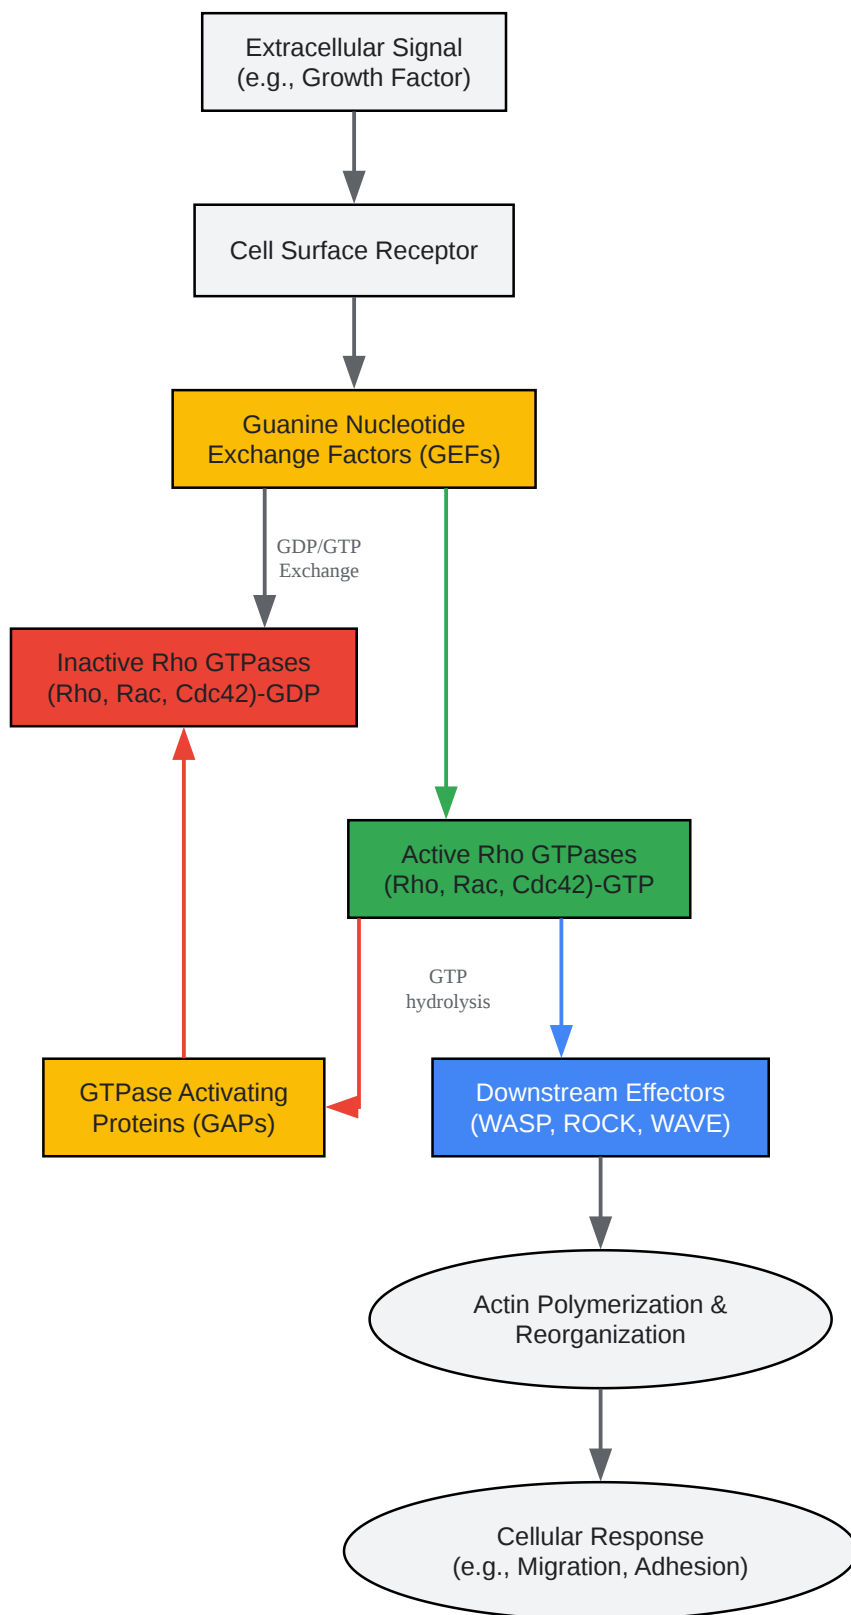 Extracellular Signal
(e.g., Growth Factor)
Cell Surface Receptor
Guanine Nucleotide
Exchange Factors (GEFs)
GDP/GTP
Exchange
Inactive Rho GTPases
(Rho, Rac, Cdc42)-GDP
Active Rho GTPases
(Rho, Rac, Cdc42)-GTP
GTP
hydrolysis
GTPase Activating
Proteins (GAPs)
Downstream Effectors
(WASP, ROCK, WAVE)
Actin Polymerization &
Reorganization
Cellular Response
(e.g., Migration, Adhesion)